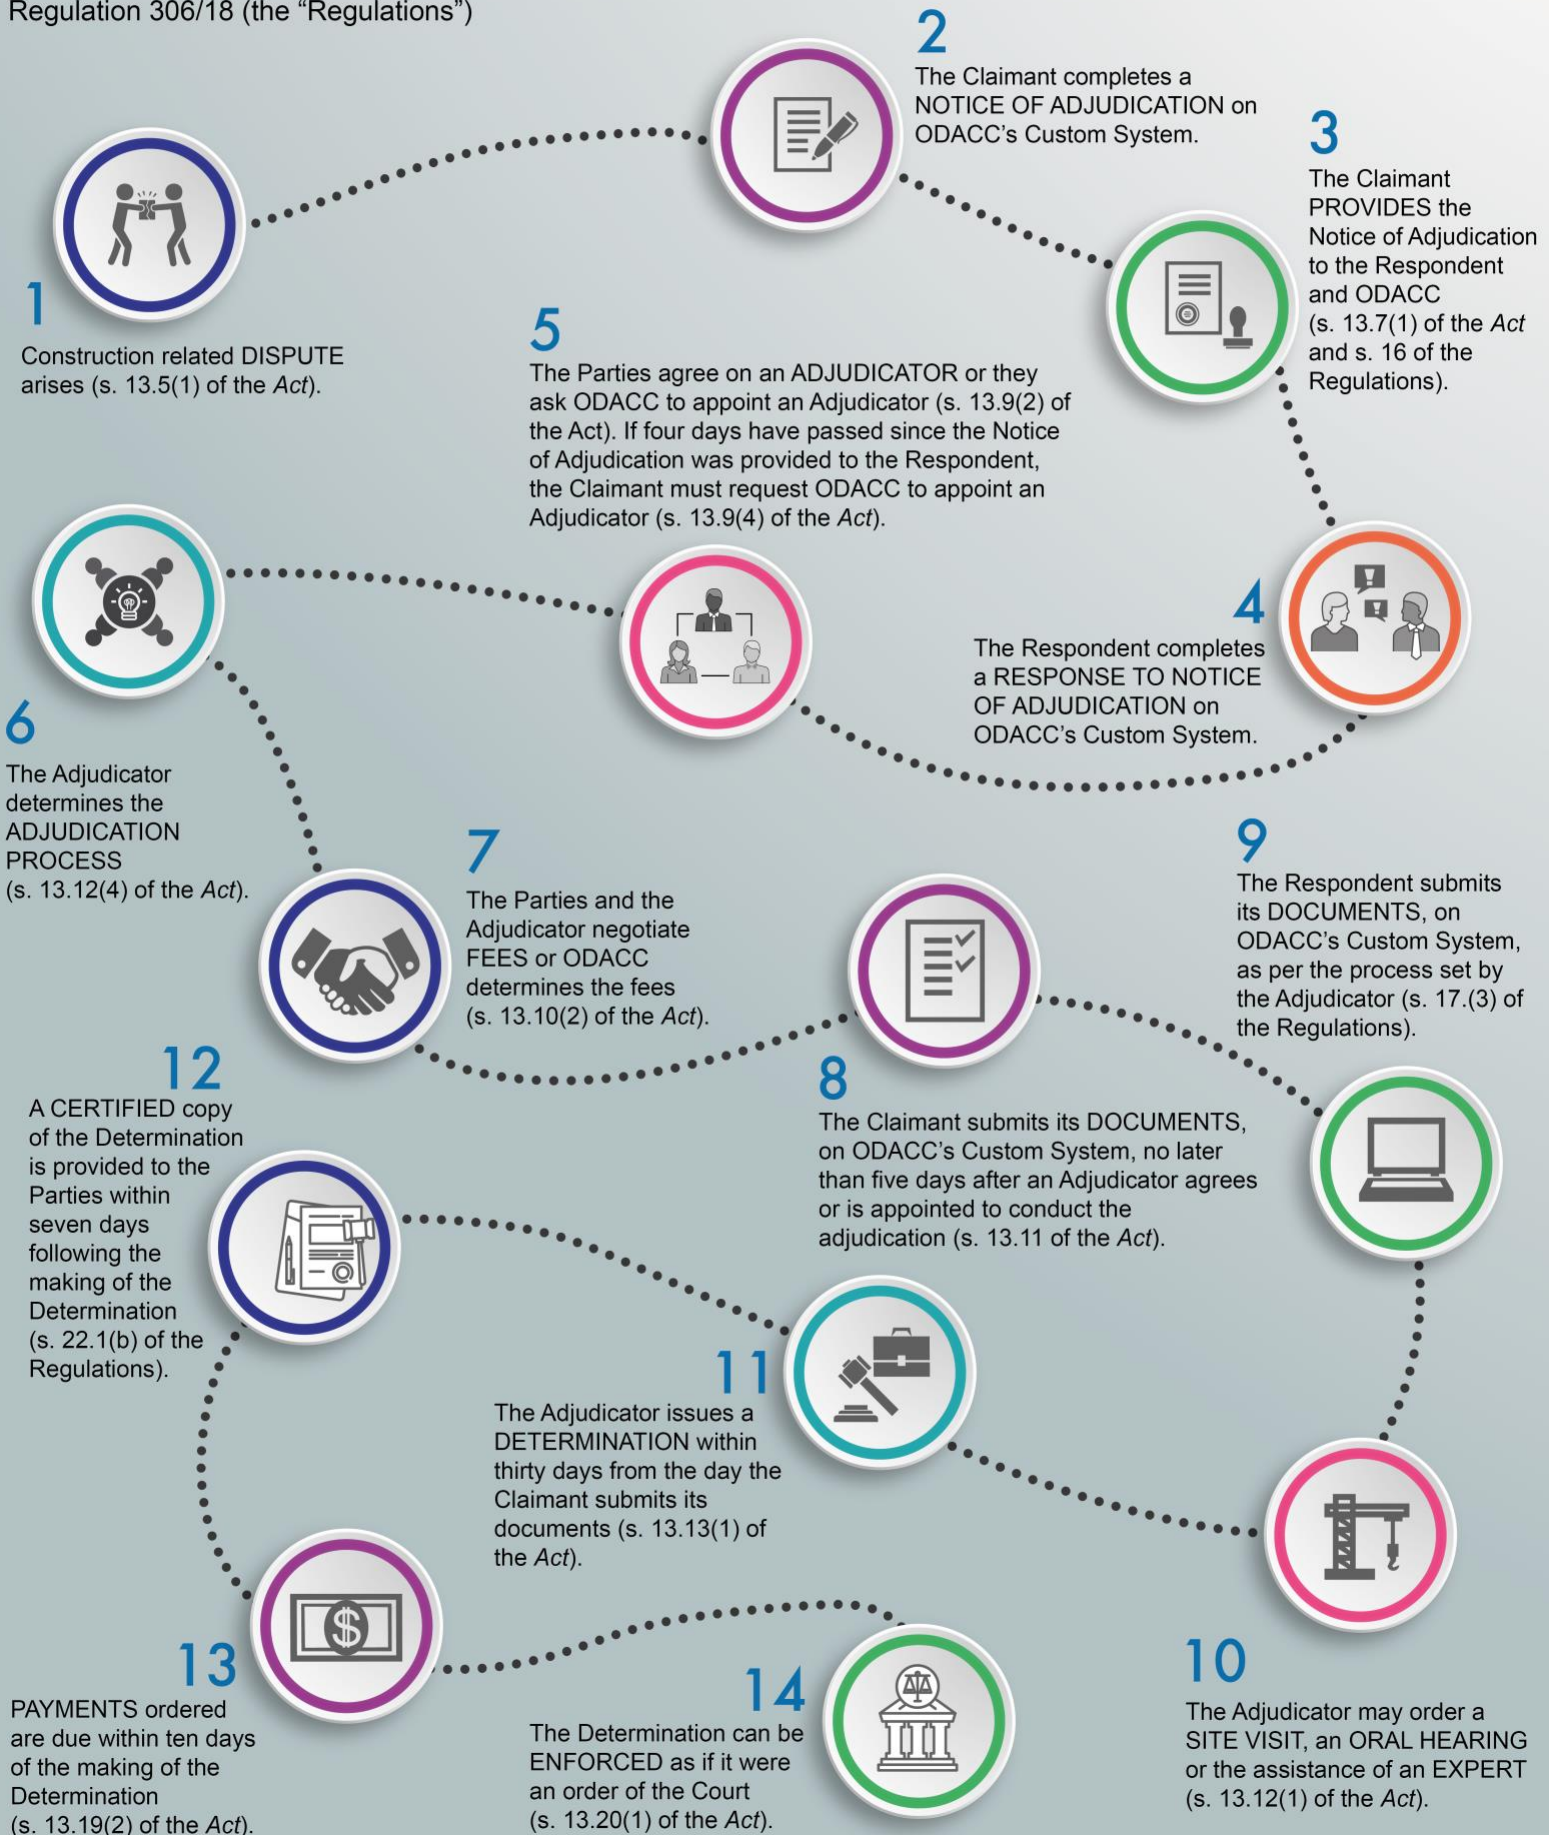 Regulation 306/18 (the “Regulations”)
1
Construction related DISPUTE
arises (s. 13.5(1) of the Act).
2
The Claimant completes a
NOTICE OF ADJUDICATION on
ODACC’s Custom System.
3
The Claimant
PROVIDES the
Notice of Adjudication
to the Respondent
and ODACC
(s. 13.7(1) of the Act
and s. 16 of the
Regulations).
4
The Respondent completes
a RESPONSE TO NOTICE
OF ADJUDICATION on
ODACC’s Custom System.
5
The Parties agree on an ADJUDICATOR or they
ask ODACC to appoint an Adjudicator (s. 13.9(2) of
the Act). If four days have passed since the Notice
of Adjudication was provided to the Respondent,
the Claimant must request ODACC to appoint an
Adjudicator (s. 13.9(4) of the Act).
6
The Adjudicator
determines the
ADJUDICATION
PROCESS
(s. 13.12(4) of the Act).
7
The Parties and the
Adjudicator negotiate
FEES or ODACC
determines the fees
(s. 13.10(2) of the Act).
8
The Claimant submits its DOCUMENTS,
on ODACC’s Custom System, no later
than five days after an Adjudicator agrees
or is appointed to conduct the
adjudication (s. 13.11 of the Act).
9
The Respondent submits
its DOCUMENTS, on
ODACC’s Custom System,
as per the process set by
the Adjudicator (s. 17.(3) of
the Regulations).
10
The Adjudicator may order a
SITE VISIT, an ORAL HEARING
or the assistance of an EXPERT
(s. 13.12(1) of the Act).
11
The Adjudicator issues a
DETERMINATION within
thirty days from the day the
Claimant submits its
documents (s. 13.13(1) of
the Act).
12
A CERTIFIED copy
of the Determination
is provided to the
Parties within
seven days
following the
making of the
Determination
(s. 22.1(b) of the
Regulations).
13
PAYMENTS ordered
are due within ten days
of the making of the
Determination
(s. 13.19(2) of the Act).
$
14
The Determination can be
ENFORCED as if it were
an order of the Court
(s. 13.20(1) of the Act).